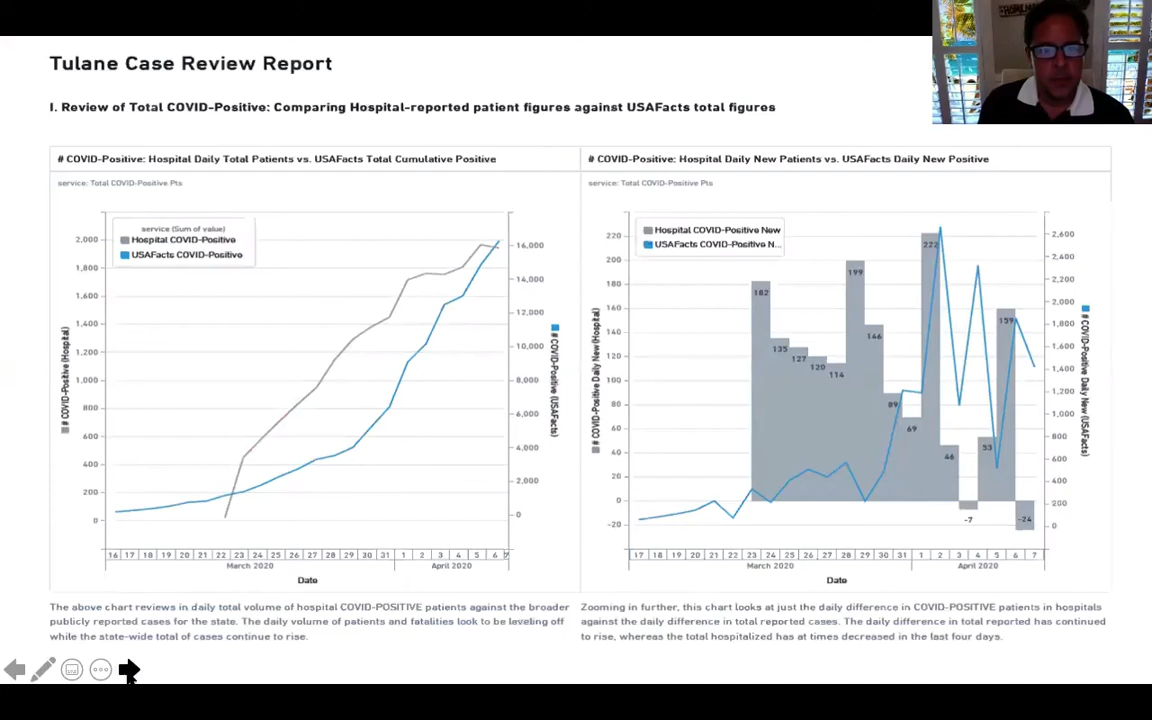 Tulane Case Review Report
I. Review of Total COVID-Positive: Comparing Hospital-reported patient figures against USAFacts total figures
# COVID-Positive: Hospital Daily Total Patients vs. USAFacts Total Cumulative Positive
service: Total COVID-Positive Pts
service (Sum of value)
Hospital COVID-Positive
USAFacts COVID-Positive
# COVID-Positive (Hospital)
2,000
1,800
1,600
1,400
1,200
1,000
800
600
400
200
0
16,000
14,000
12,000
10,000
8,000
6,000
4,000
2,000
0
# COVID-Positive (USAFacts)
16 17 18 19 20 21 22 23 24 25 26 27 28 29 30 31 1 2 3 4 5 6 7
March 2020 April 2020
Date
The above chart reviews in daily total volume of hospital COVID-POSITIVE patients against the broader
publicly reported cases for the state. The daily volume of patients and fatalities look to be leveling off
while the state-wide total of cases continue to rise.
# COVID-Positive: Hospital Daily New Patients vs. USAFacts Daily New Positive
service: Total COVID-Positive Pts
Hospital COVID-Positive New
USAFacts COVID-Positive N...
# COVID-Positive Daily New (Hospital)
220
200
180
160
140
120
100
80
60
40
20
0
-20
182
135
127
120
114
199
146
89
69
222
46
-7
53
159
-24
2,600
2,400
2,200
2,000
1,800
1,600
1,400
1,200
1,000
800
600
400
200
0
# COVID-Positive Daily New (USAFacts)
17 18 19 20 21 22 23 24 25 26 27 28 29 30 31 1 2 3 4 5 6 7
March 2020 April 2020
Date
Zooming in further, this chart looks at just the daily difference in COVID-POSITIVE patients in hospitals
against the daily difference in total reported cases. The daily difference in total reported has continued
to rise, whereas the total hospitalized has at times decreased in the last four days.